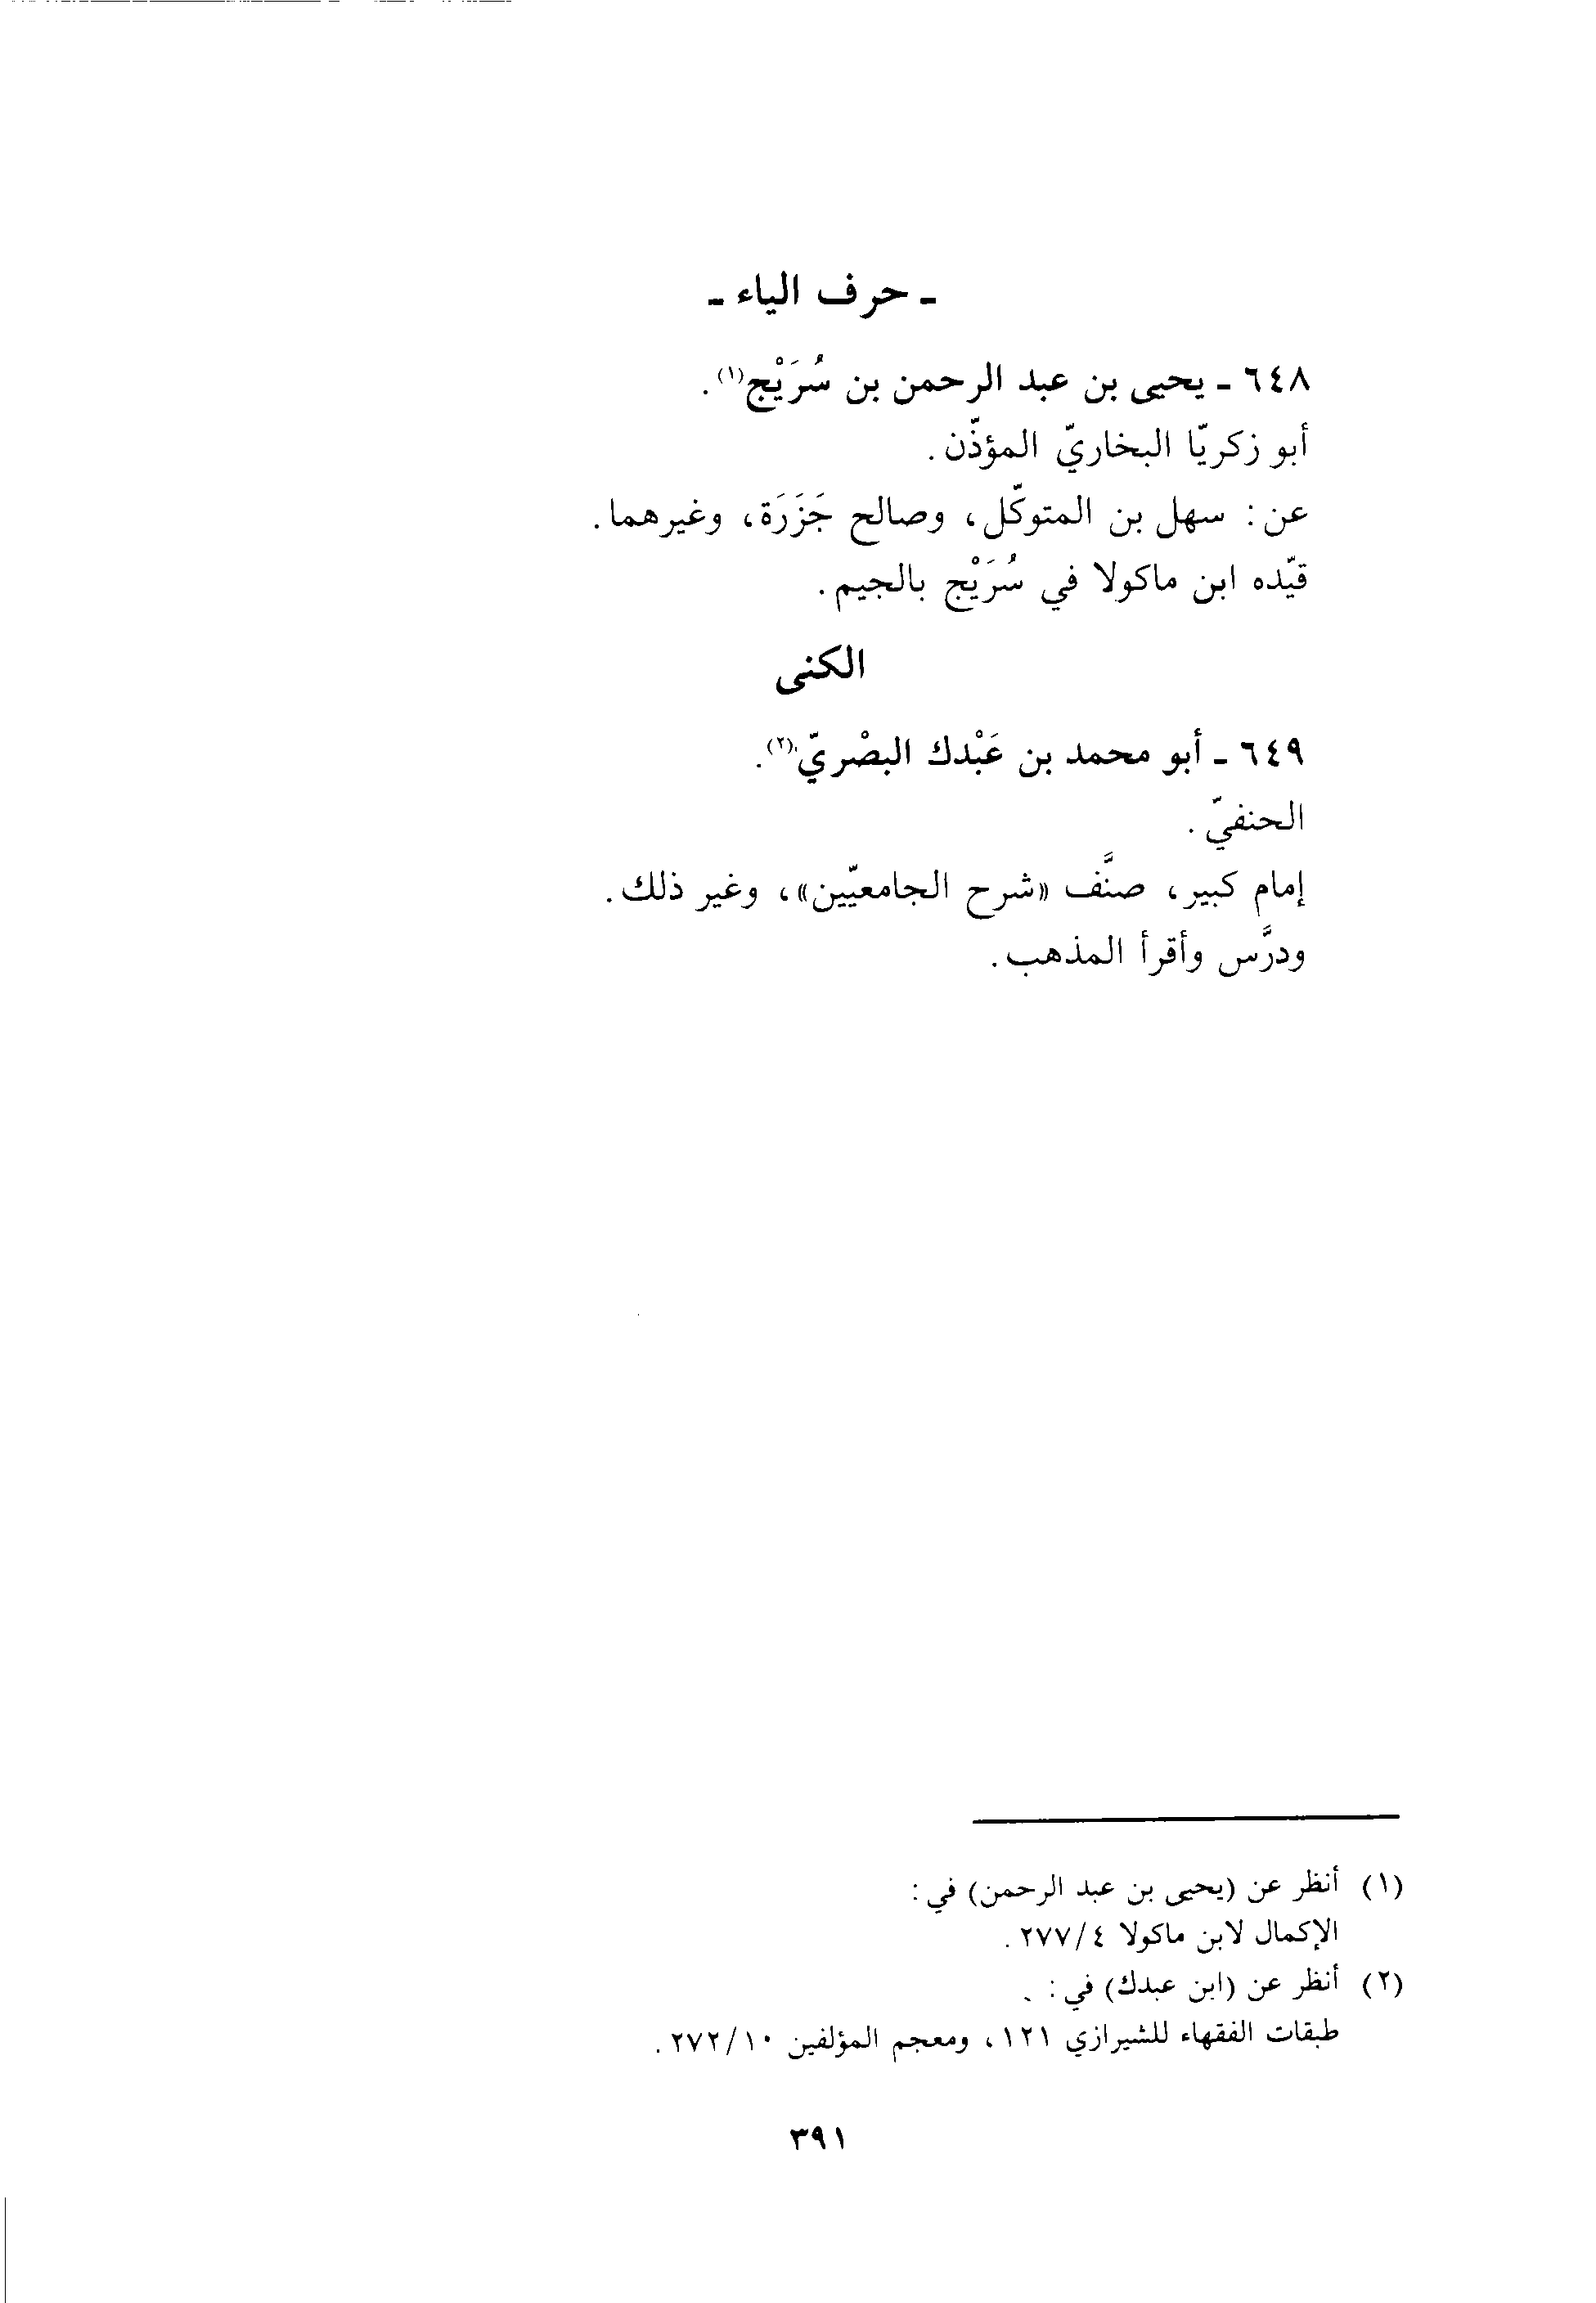 ـ حرف الياء ـ
٦٤٨ ـ يحيى بن عبد الرحمن بن سُرَيْج(١).
أبو زكريّا البخاريّ المؤذّن.
عن: سهل بن المتوكّل، وصالح جَزَرَة، وغيرهما.
قيّده ابن ماكولا في سُرَيْج بالجيم.
الكنى
٦٤٩ ـ أبو محمد بن عَبْدك البصْريّ(٢).
الحنفيّ.
إمام كبير، صنَّف «شرح الجامعيّين»، وغير ذلك.
ودرَّس وأقرأ المذهب.
(١) أنظر عن (يحيى بن عبد الرحمن) في:
الإكمال لابن ماكولا ٢٧٧/٤.
(٢) أنظر عن (ابن عبدك) في:
طبقات الفقهاء للشيرازي ١٢١، ومعجم المؤلفين ٢٧٢/١٠.
٣٩١